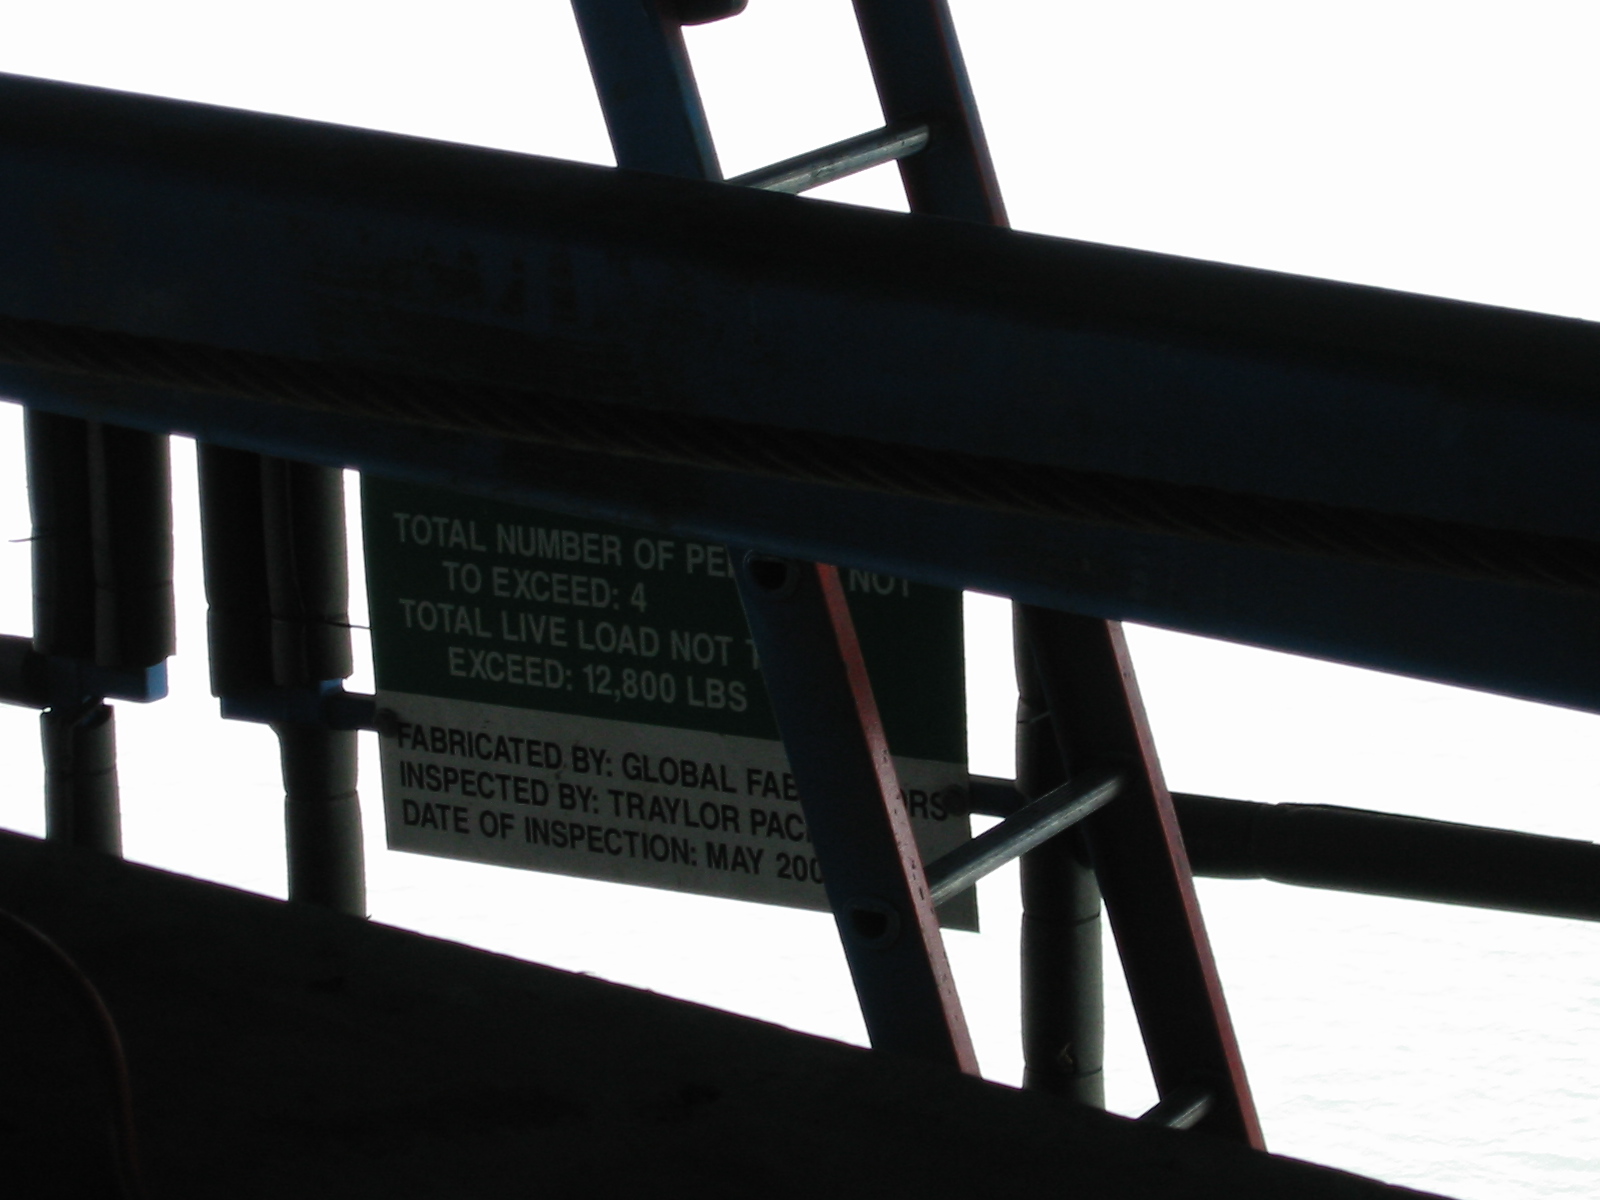 TOTAL NUMBER OF NOT
TO EXCEED: 4
TOTAL LIVE LOAD NOT
EXCEED: 12,800 LBS
FABRICATED BY: GLOBAL
INSPECTED BY: TRAYLOR
DATE OF INSPECTION: MAY